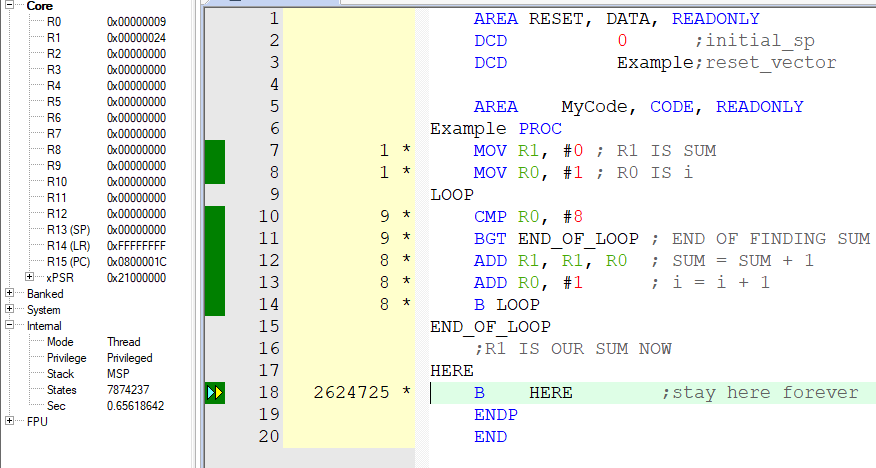 Core
R0 0x00000009
R1 0x00000024
R2 0x00000000
R3 0x00000000
R4 0x00000000
R5 0x00000000
R6 0x00000000
R7 0x00000000
R8 0x00000000
R9 0x00000000
R10 0x00000000
R11 0x00000000
R12 0x00000000
R13 (SP) 0x00000000
R14 (LR) 0xFFFFFFFF
R15 (PC) 0x0800001C
xPSR 0x21000000
Banked
System
Internal
Mode Thread
Privilege Privileged
Stack MSP
States 7874237
Sec 0.65618642
FPU
1 AREA RESET, DATA, READONLY
2 DCD 0 ;initial_sp
3 DCD Example;reset_vector
4
5 AREA MyCode, CODE, READONLY
6 Example PROC
7 1 * MOV R1, #0 ; R1 IS SUM
8 1 * MOV R0, #1 ; R0 IS i
9 LOOP
10 9 * CMP R0, #8
11 9 * BGT END_OF_LOOP ; END OF FINDING SUM
12 8 * ADD R1, R1, R0 ; SUM = SUM + 1
13 8 * ADD R0, #1 ; i = i + 1
14 8 * B LOOP
15 END_OF_LOOP
16 ;R1 IS OUR SUM NOW
17 HERE
18 2624725 * B HERE ;stay here forever
19 ENDP
20 END